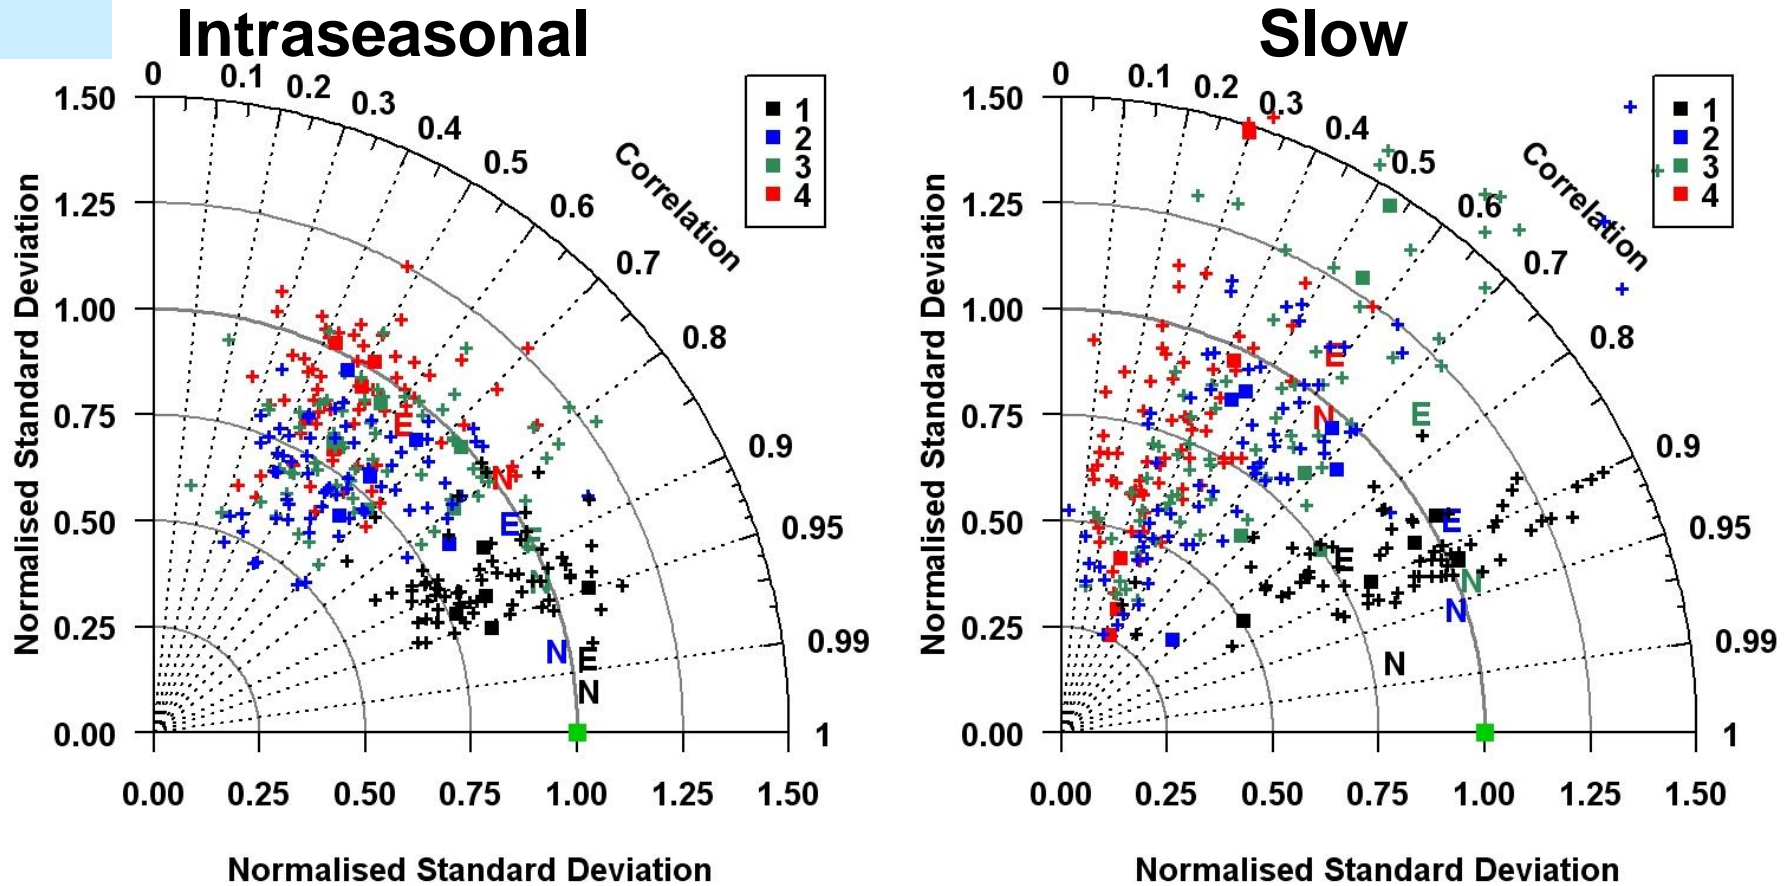 Intraseasonal
0 0.1 0.2 0.3 0.4 0.5 0.6 0.7 0.8 0.9 0.95 0.99 1
Correlation
1
2
3
4
1.50
1.25
1.00
0.75
0.50
0.25
0.00
Normalised Standard Deviation
E
N
E
N
E
N
E
N
0.00 0.25 0.50 0.75 1.00 1.25 1.50
Normalised Standard Deviation
Slow
0 0.1 0.2 0.3 0.4 0.5 0.6 0.7 0.8 0.9 0.95 0.99 1
Correlation
1
2
3
4
1.50
1.25
1.00
0.75
0.50
0.25
0.00
Normalised Standard Deviation
E
N
E
E
E
N
N
N
0.00 0.25 0.50 0.75 1.00 1.25 1.50
Normalised Standard Deviation